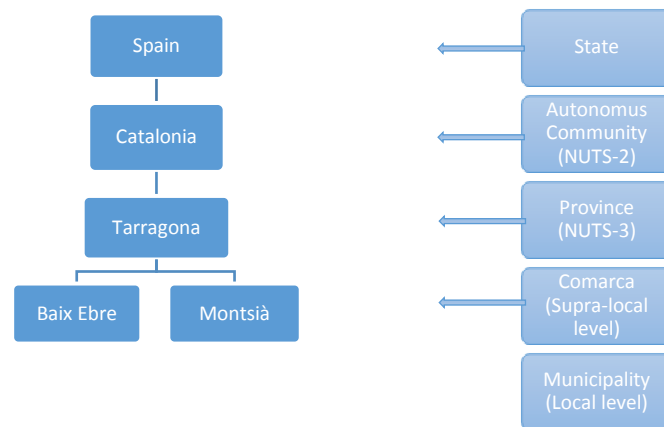 Spain
State
Catalonia
Autonomus
Community
(NUTS-2)
Tarragona
Province
(NUTS-3)
Baix Ebre
Montsià
Comarca
(Supra-local
level)
Municipality
(Local level)